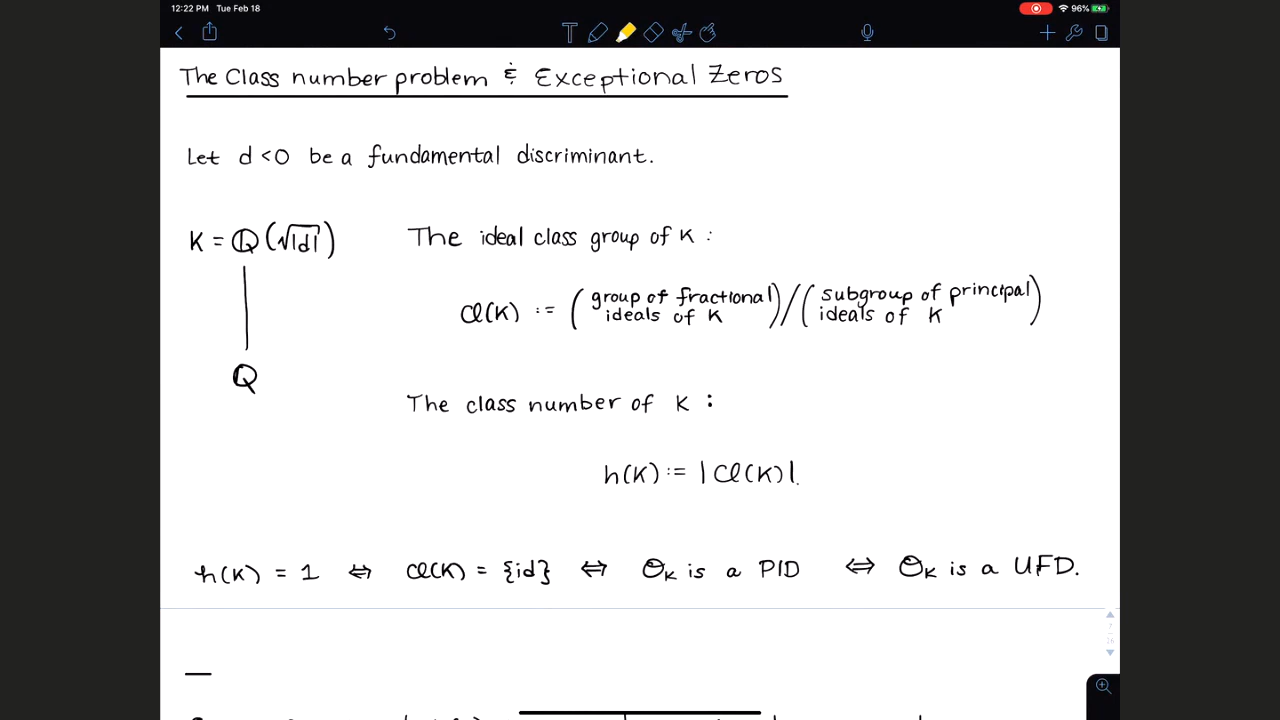 12:22 PM Tue Feb 18
96%
The Class number problem & Exceptional Zeros
Let d<0 be a fundamental discriminant.
K = ℚ(√|d|)
The ideal class group of K :
Cl(K) := (group of fractional ideals of K) / (subgroup of principal ideals of K)
ℚ
The class number of K :
h(K) := |Cl(K)|.
h(K) = 1 ⇔ Cl(K) = {id} ⇔ 𝒪_K is a PID ⇔ 𝒪_K is a UFD.